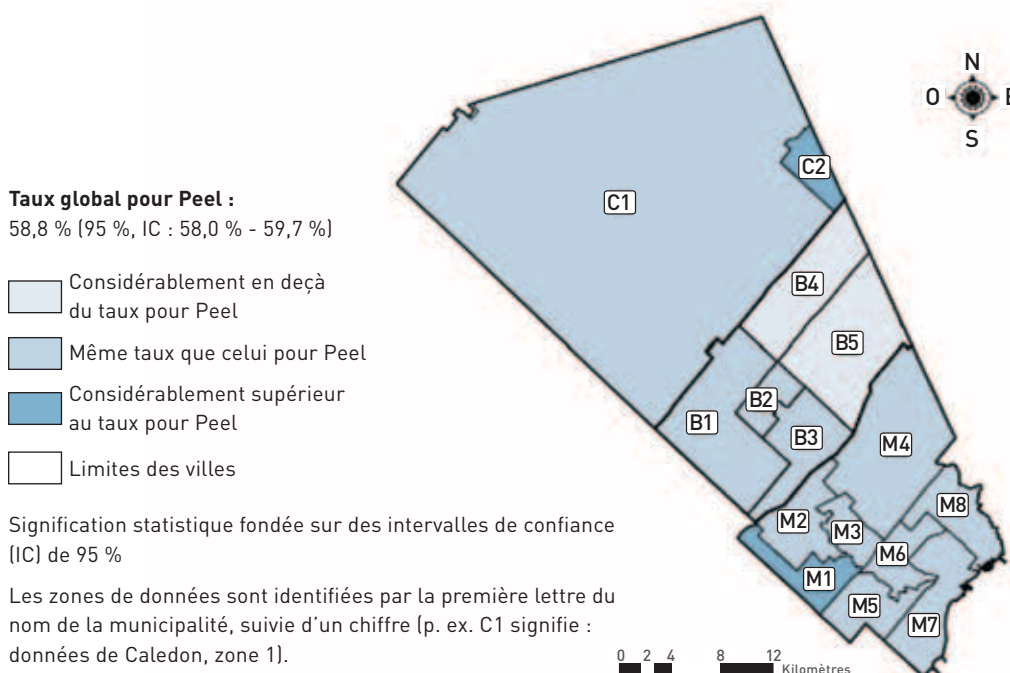 Taux global pour Peel :
58,8 % (95 %, IC : 58,0 % - 59,7 %)
Considérablement en deçà
du taux pour Peel
Même taux que celui pour Peel
Considérablement supérieur
au taux pour Peel
Limites des villes
Signification statistique fondée sur des intervalles de confiance
(IC) de 95 %
Les zones de données sont identifiées par la première lettre du
nom de la municipalité, suivie d'un chiffre (p. ex. C1 signifie :
données de Caledon, zone 1).
N
O E
S
C2
C1
B4
B5
B2
B1
B3
M4
M8
M2
M3
M6
M1
M5
M7
0 2 4 8 12
Kilomètres